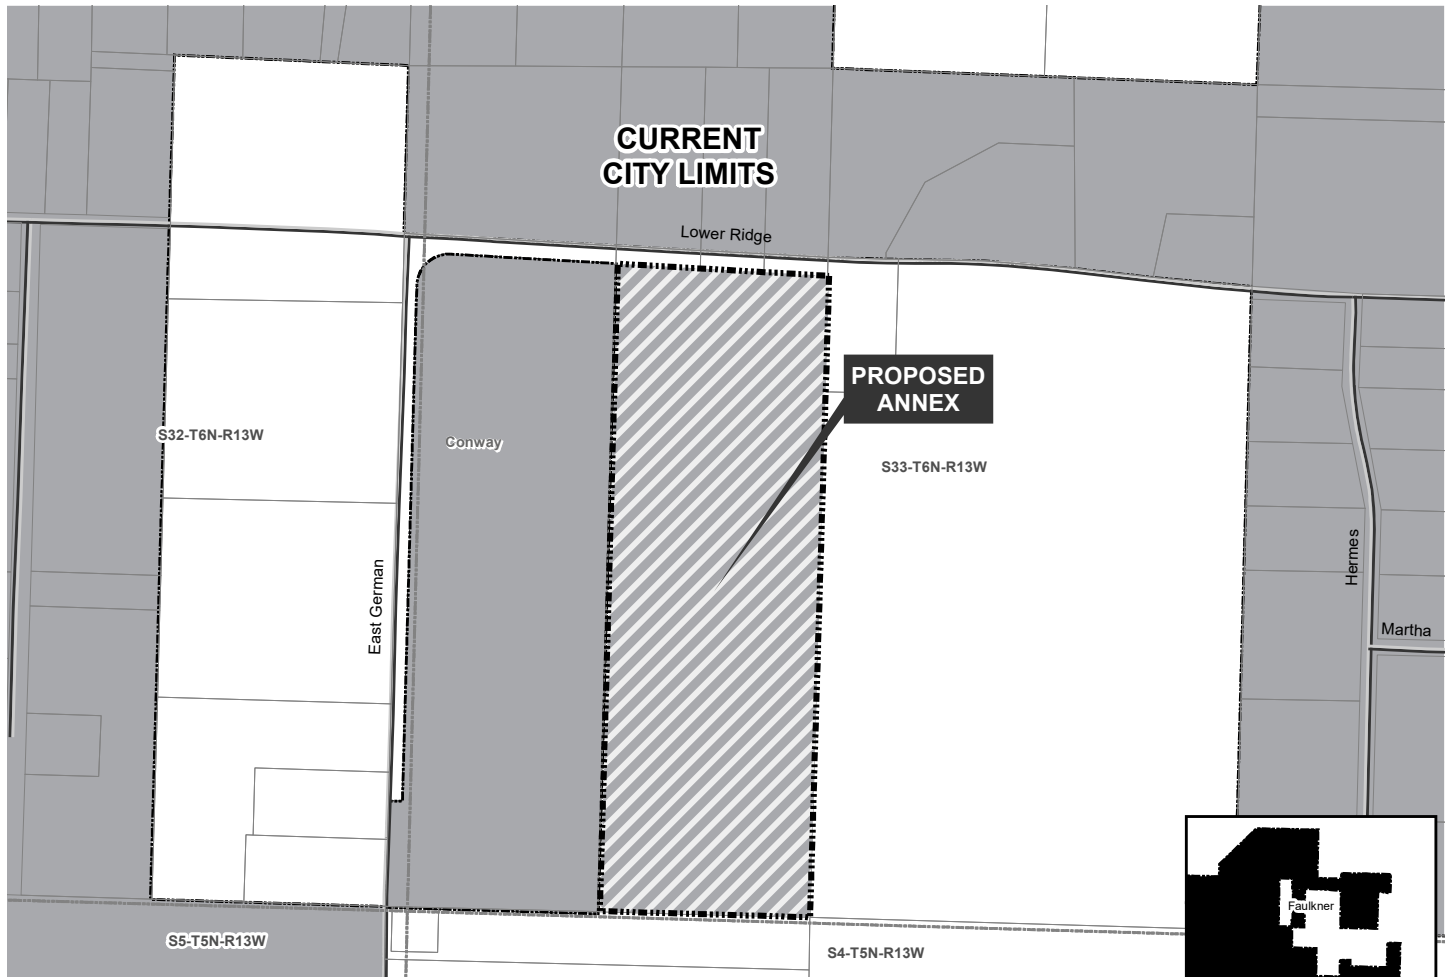 CURRENT
CITY LIMITS
Lower Ridge
PROPOSED
ANNEX
S32-T6N-R13W
Conway
S33-T6N-R13W
East German
Hermes
Martha
Faulkner
S5-T5N-R13W
S4-T5N-R13W